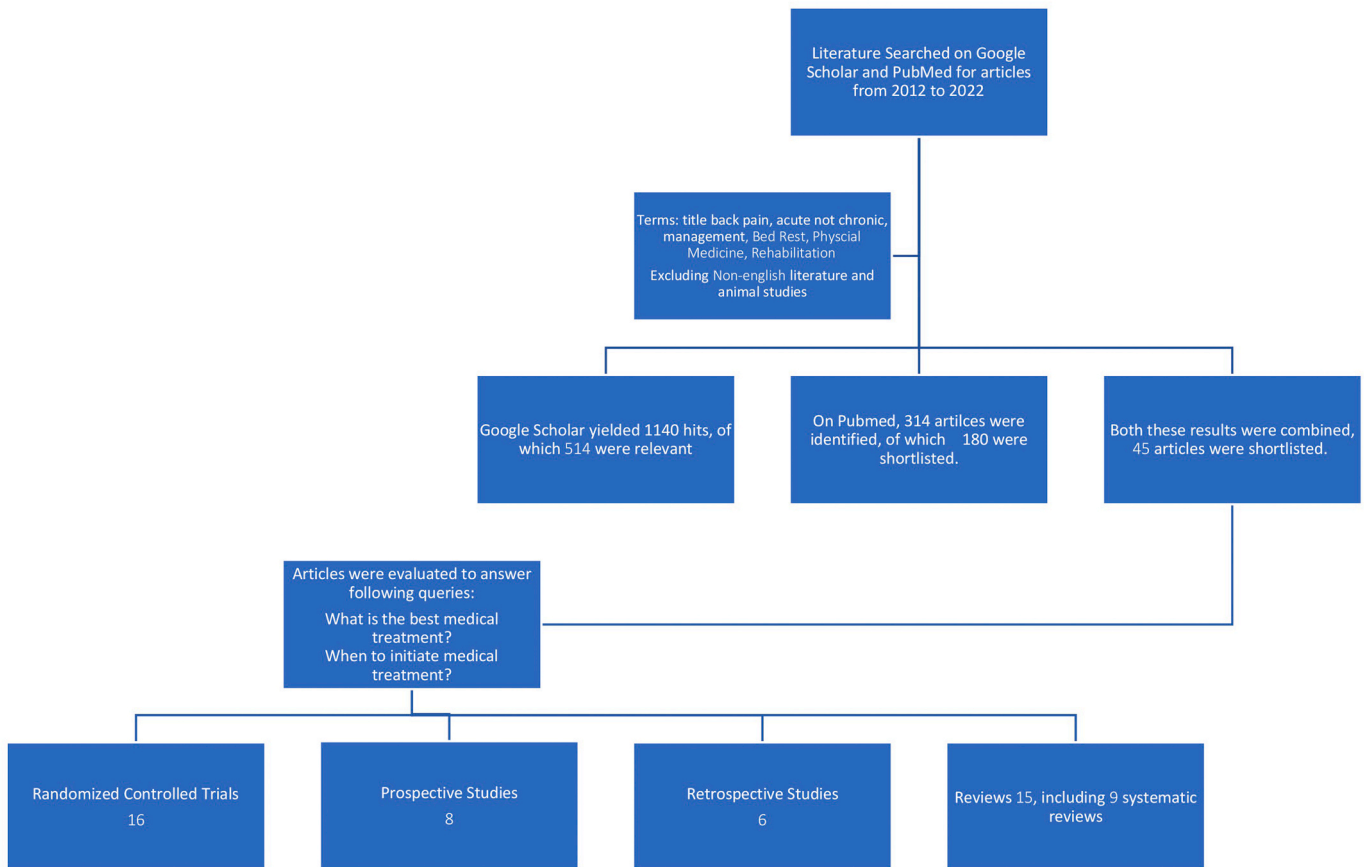 Literature Searched on Google
Scholar and PubMed for articles
from 2012 to 2022
Terms: title back pain, acute not chronic,
management, Bed Rest, Physcial
Medicine, Rehabilitation
Excluding Non-english literature and
animal studies
Google Scholar yielded 1140 hits, of
which 514 were relevant
On Pubmed, 314 artilces were
identified, of which 180 were
shortlisted.
Both these results were combined,
45 articles were shortlisted.
Articles were evaluated to answer
following queries:
What is the best medical
treatment?
When to initiate medical
treatment?
Randomized Controlled Trials
16
Prospective Studies
8
Retrospective Studies
6
Reviews 15, including 9 systematic
reviews